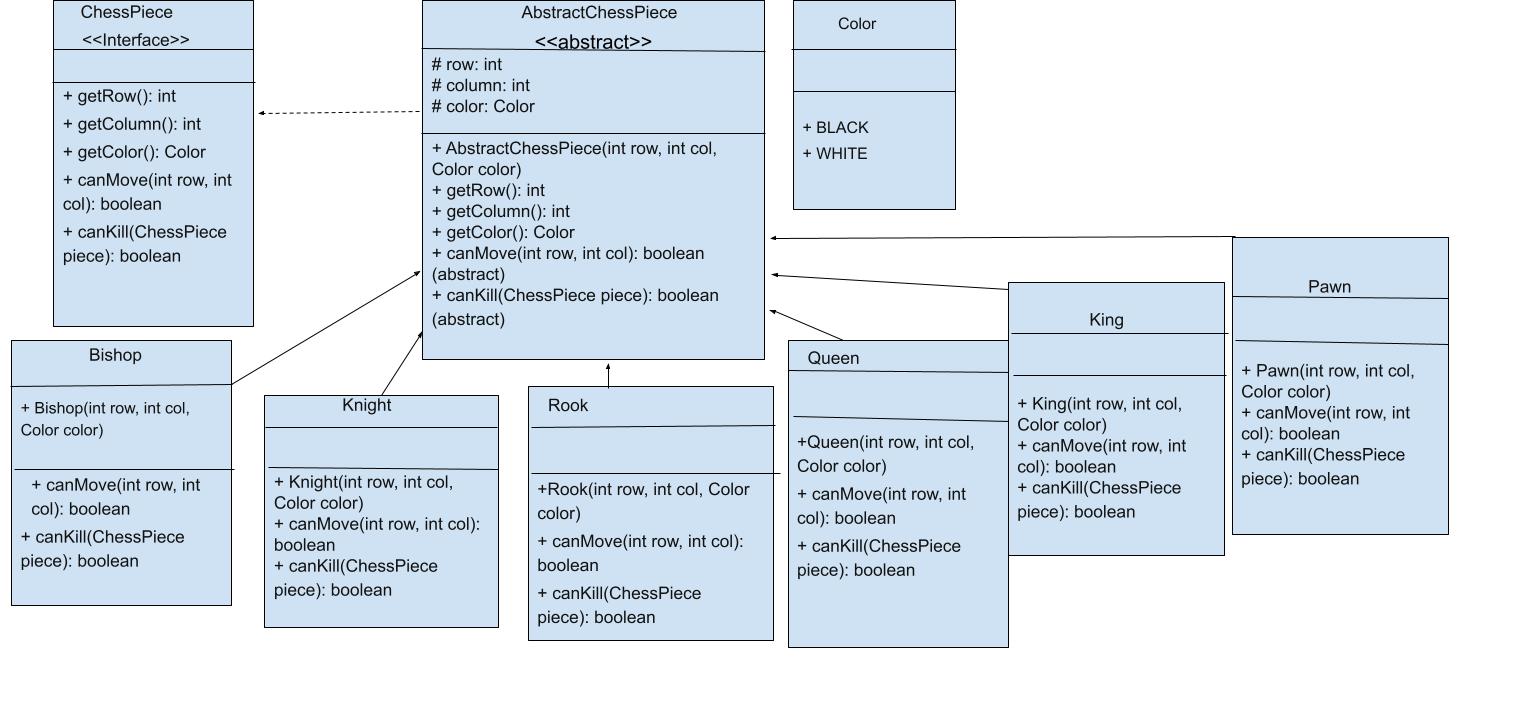 ChessPiece
<<Interface>>
+ getRow(): int
+ getColumn(): int
+ getColor(): Color
+ canMove(int row, int
col): boolean
+ canKill(ChessPiece
piece): boolean
AbstractChessPiece
<<abstract>>
# row: int
# column: int
# color: Color
+ AbstractChessPiece(int row, int col,
Color color)
+ getRow(): int
+ getColumn(): int
+ getColor(): Color
+ canMove(int row, int col): boolean
(abstract)
+ canKill(ChessPiece piece): boolean
(abstract)
Color
+ BLACK
+ WHITE
Bishop
+ Bishop(int row, int col,
Color color)
+ canMove(int row, int
col): boolean
+ canKill(ChessPiece
piece): boolean
Knight
+ Knight(int row, int col,
Color color)
+ canMove(int row, int col):
boolean
+ canKill(ChessPiece
piece): boolean
Rook
+Rook(int row, int col, Color
color)
+ canMove(int row, int col):
boolean
+ canKill(ChessPiece
piece): boolean
Queen
+Queen(int row, int col,
Color color)
+ canMove(int row, int
col): boolean
+ canKill(ChessPiece
piece): boolean
King
+ King(int row, int col,
Color color)
+ canMove(int row, int
col): boolean
+ canKill(ChessPiece
piece): boolean
Pawn
+ Pawn(int row, int col,
Color color)
+ canMove(int row, int
col): boolean
+ canKill(ChessPiece
piece): boolean